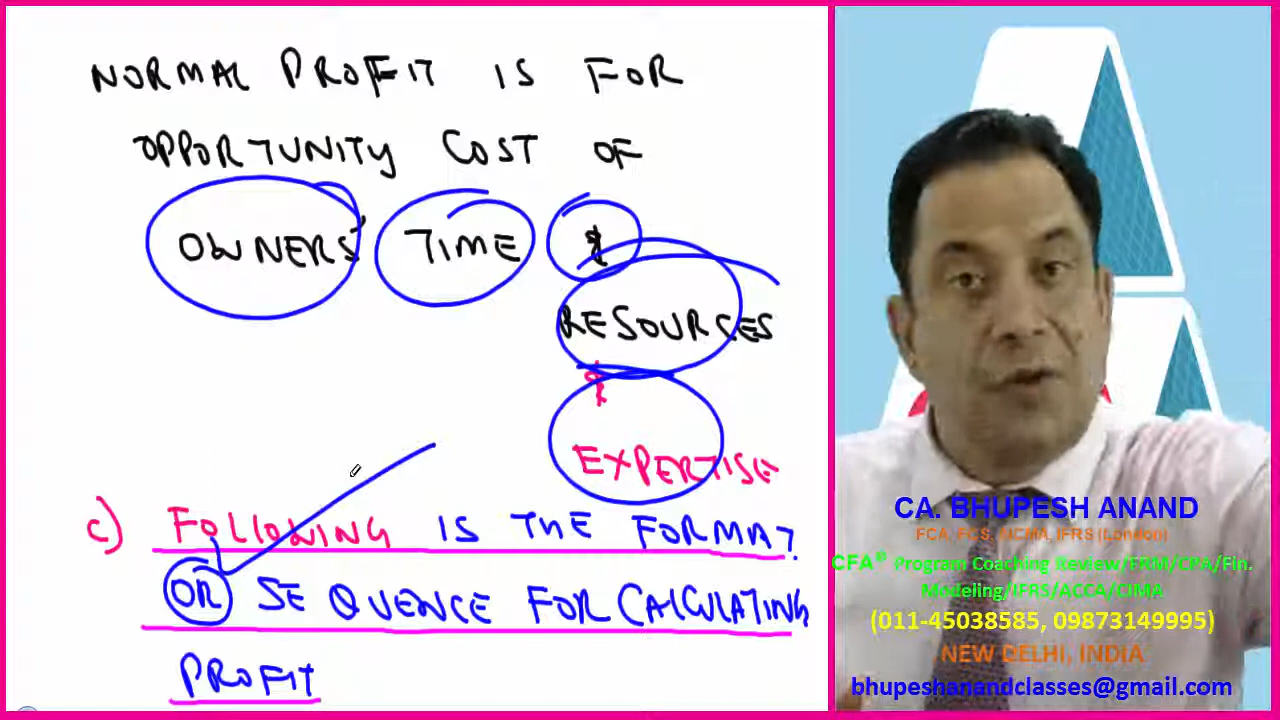 NORMAL PROFIT IS FOR
OPPORTUNITY COST OF
OWNERS' TIME &
RESOURCES
&
EXPERTISE
c) FOLLOWING IS THE FORMAT
OR SEQUENCE FOR CALCULATING
PROFIT
CA. BHUPESH ANAND
FCA, FCS, AICMA, IFRS (London)
CFA® Program Coaching Review/FRM/CPA/Fin.
Modeling/IFRS/ACCA/CIMA
(011-45038585, 09873149995)
NEW DELHI, INDIA
bhupeshanandclasses@gmail.com